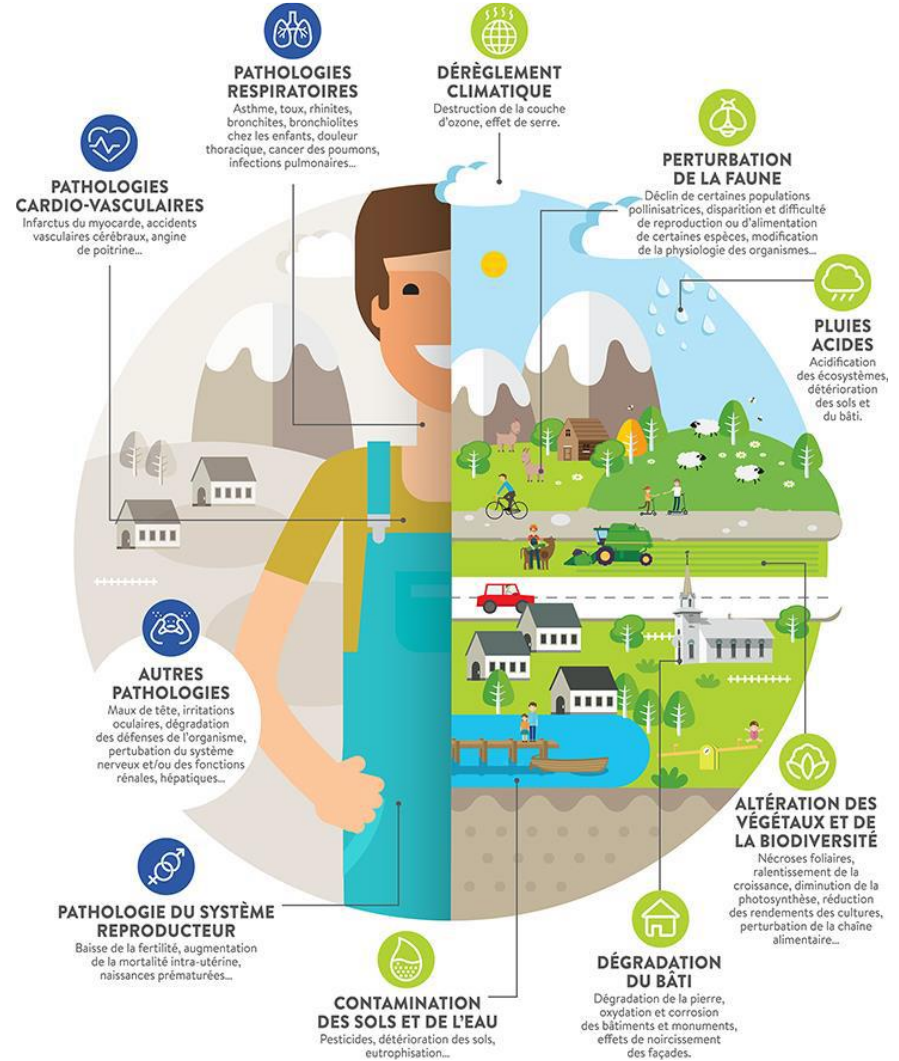 PATHOLOGIES
RESPIRATOIRES
Asthme, toux, rhinites,
bronchites, bronchiolites
chez les enfants, douleur
thoracique, cancer des poumons,
infections pulmonaires...
DÉRÈGLEMENT
CLIMATIQUE
Destruction de la couche
d'ozone, effet de serre.
PATHOLOGIES
CARDIO-VASCULAIRES
Infarctus du myocarde, accidents
vasculaires cérébraux, angine
de poitrine...
PERTURBATION
DE LA FAUNE
Déclin de certaines populations
pollinisatrices, disparition et difficulté
de reproduction ou d'alimentation
de certaines espèces, modification
de la physiologie des organismes...
PLUIES
ACIDES
Acidification
des écosystèmes,
détérioration
des sols et
du bâti.
AUTRES
PATHOLOGIES
Maux de tête, irritations
oculaires, dégradation
des défenses de l'organisme,
pertubation du système
nerveux et/ou des fonctions
rénales, hépatiques...
ALTÉRATION DES
VÉGÉTAUX ET DE
LA BIODIVERSITÉ
Nécroses foliaires,
ralentissement de la
croissance, diminution de la
photosynthèse, réduction
des rendements des cultures,
perturbation de la chaîne
alimentaire...
PATHOLOGIE DU SYSTÈME
REPRODUCTEUR
Baisse de la fertilité, augmentation
de la mortalité intra-utérine,
naissances prématurées...
CONTAMINATION
DES SOLS ET DE L'EAU
Pesticides, détérioration des sols,
eutrophisation...
DÉGRADATION
DU BÂTI
Dégradation de la pierre,
oxydation et corrosion
des bâtiments et monuments,
effets de noircissement
des façades.